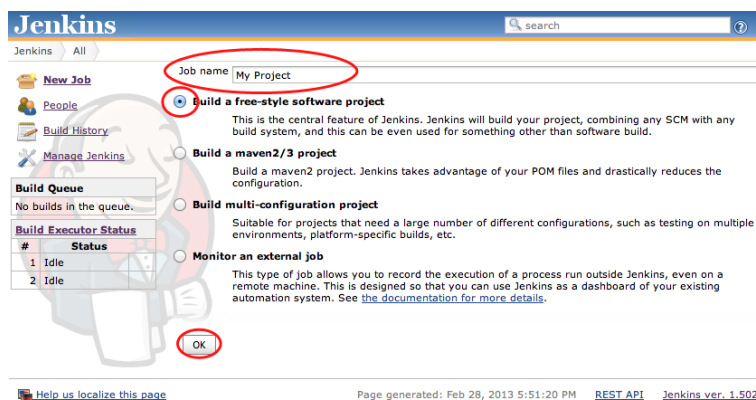 Jenkins
search
Jenkins
All
New Job
People
Build History
Manage Jenkins
Build Queue
No builds in the queue.
Build Executor Status
# Status
1 Idle
2 Idle
Job name My Project
Build a free-style software project
This is the central feature of Jenkins. Jenkins will build your project, combining any SCM with any
build system, and this can be even used for something other than software build.
Build a maven2/3 project
Build a maven2 project. Jenkins takes advantage of your POM files and drastically reduces the
configuration.
Build multi-configuration project
Suitable for projects that need a large number of different configurations, such as testing on multiple
environments, platform-specific builds, etc.
Monitor an external job
This type of job allows you to record the execution of a process run outside Jenkins, even on a
remote machine. This is designed so that you can use Jenkins as a dashboard of your existing
automation system. See the documentation for more details.
OK
Help us localize this page
Page generated: Feb 28, 2013 5:51:20 PM REST API Jenkins ver. 1.502